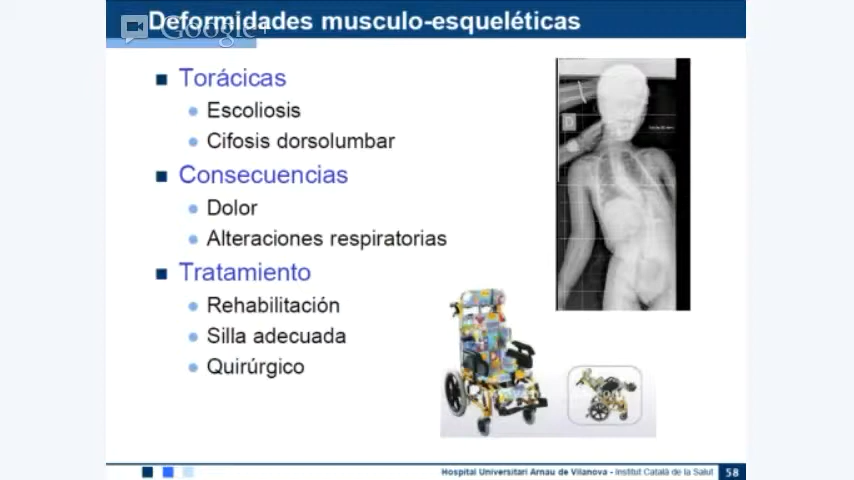 Deformidades musculo-esqueléticas
Google+
Torácicas
Escoliosis
Cifosis dorsolumbar
Consecuencias
Dolor
Alteraciones respiratorias
Tratamiento
Rehabilitación
Silla adecuada
Quirúrgico
D
Hospital Universitari Arnau de Vilanova - Institut Català de la Salut 58